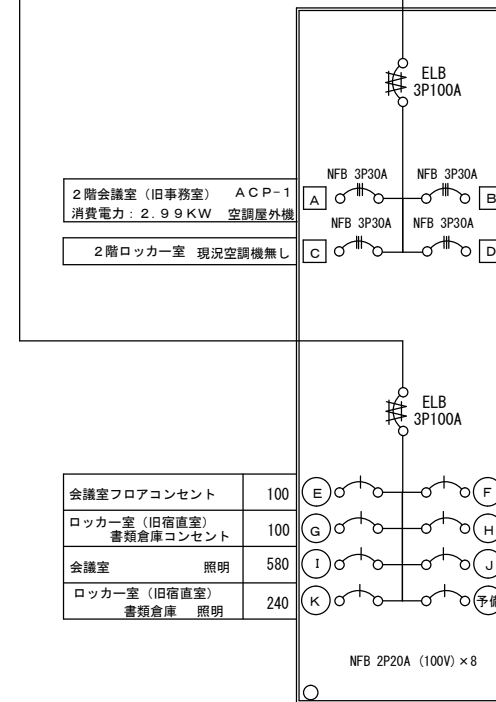 ELB
3P100A
NFB 3P30A
NFB 3P30A
2階会議室（旧事務室） ACP-1
消費電力：2.99KW 空調屋外機
A
B
NFB 3P30A
NFB 3P30A
2階ロッカー室 現況空調機無し
C
D
ELB
3P100A
会議室フロアコンセント 100
E
F
ロッカー室（旧宿直室）
書類倉庫コンセント 100
G
H
会議室 照明 580
I
J
ロッカー室（旧宿直室）
書類倉庫 照明 240
K
予備
NFB 2P20A (100V)×8